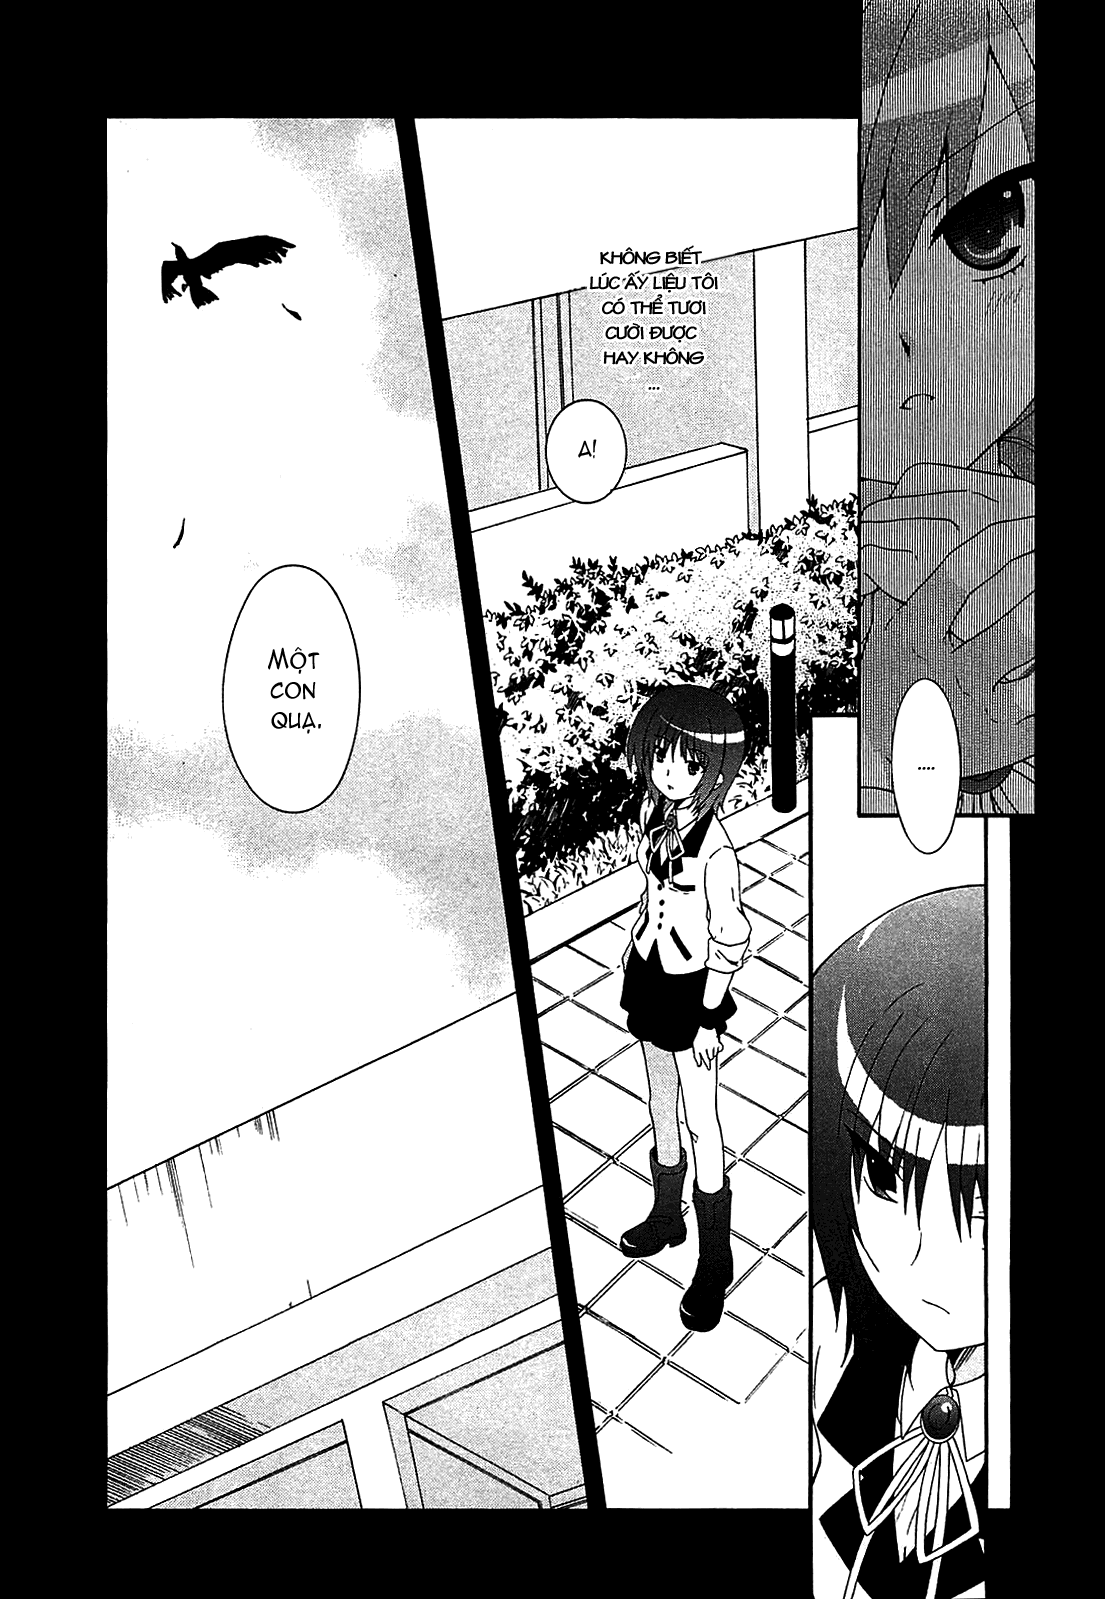 .....
KHÔNG BIẾT
LÚC ẤY LIỆU TÔI
CÓ THỂ TƯƠI
CƯỜI ĐƯỢC
HAY KHÔNG
...
A!
MỘT
CON
QUẠ.